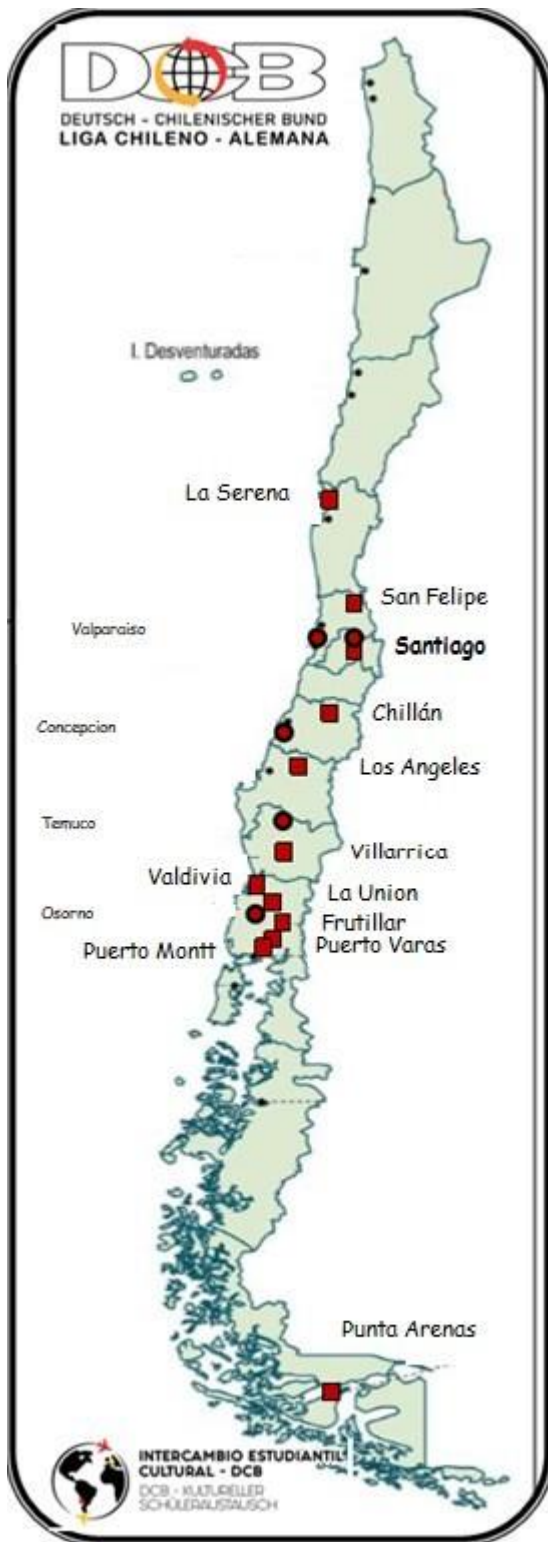 DCB
DEUTSCH - CHILENISCHER BUND
LIGA CHILENO - ALEMANA
I. Desventuradas
La Serena
San Felipe
Valparaiso
Santiago
Chillán
Concepcion
Los Angeles
Temuco
Villarrica
Valdivia
La Union
Osorno
Frutillar
Puerto Varas
Puerto Montt
Punta Arenas
INTERCAMBIO ESTUDIANTIL
CULTURAL - DCB
DCB - KULTURELLER
SCHÜLERAUSTAUSCH